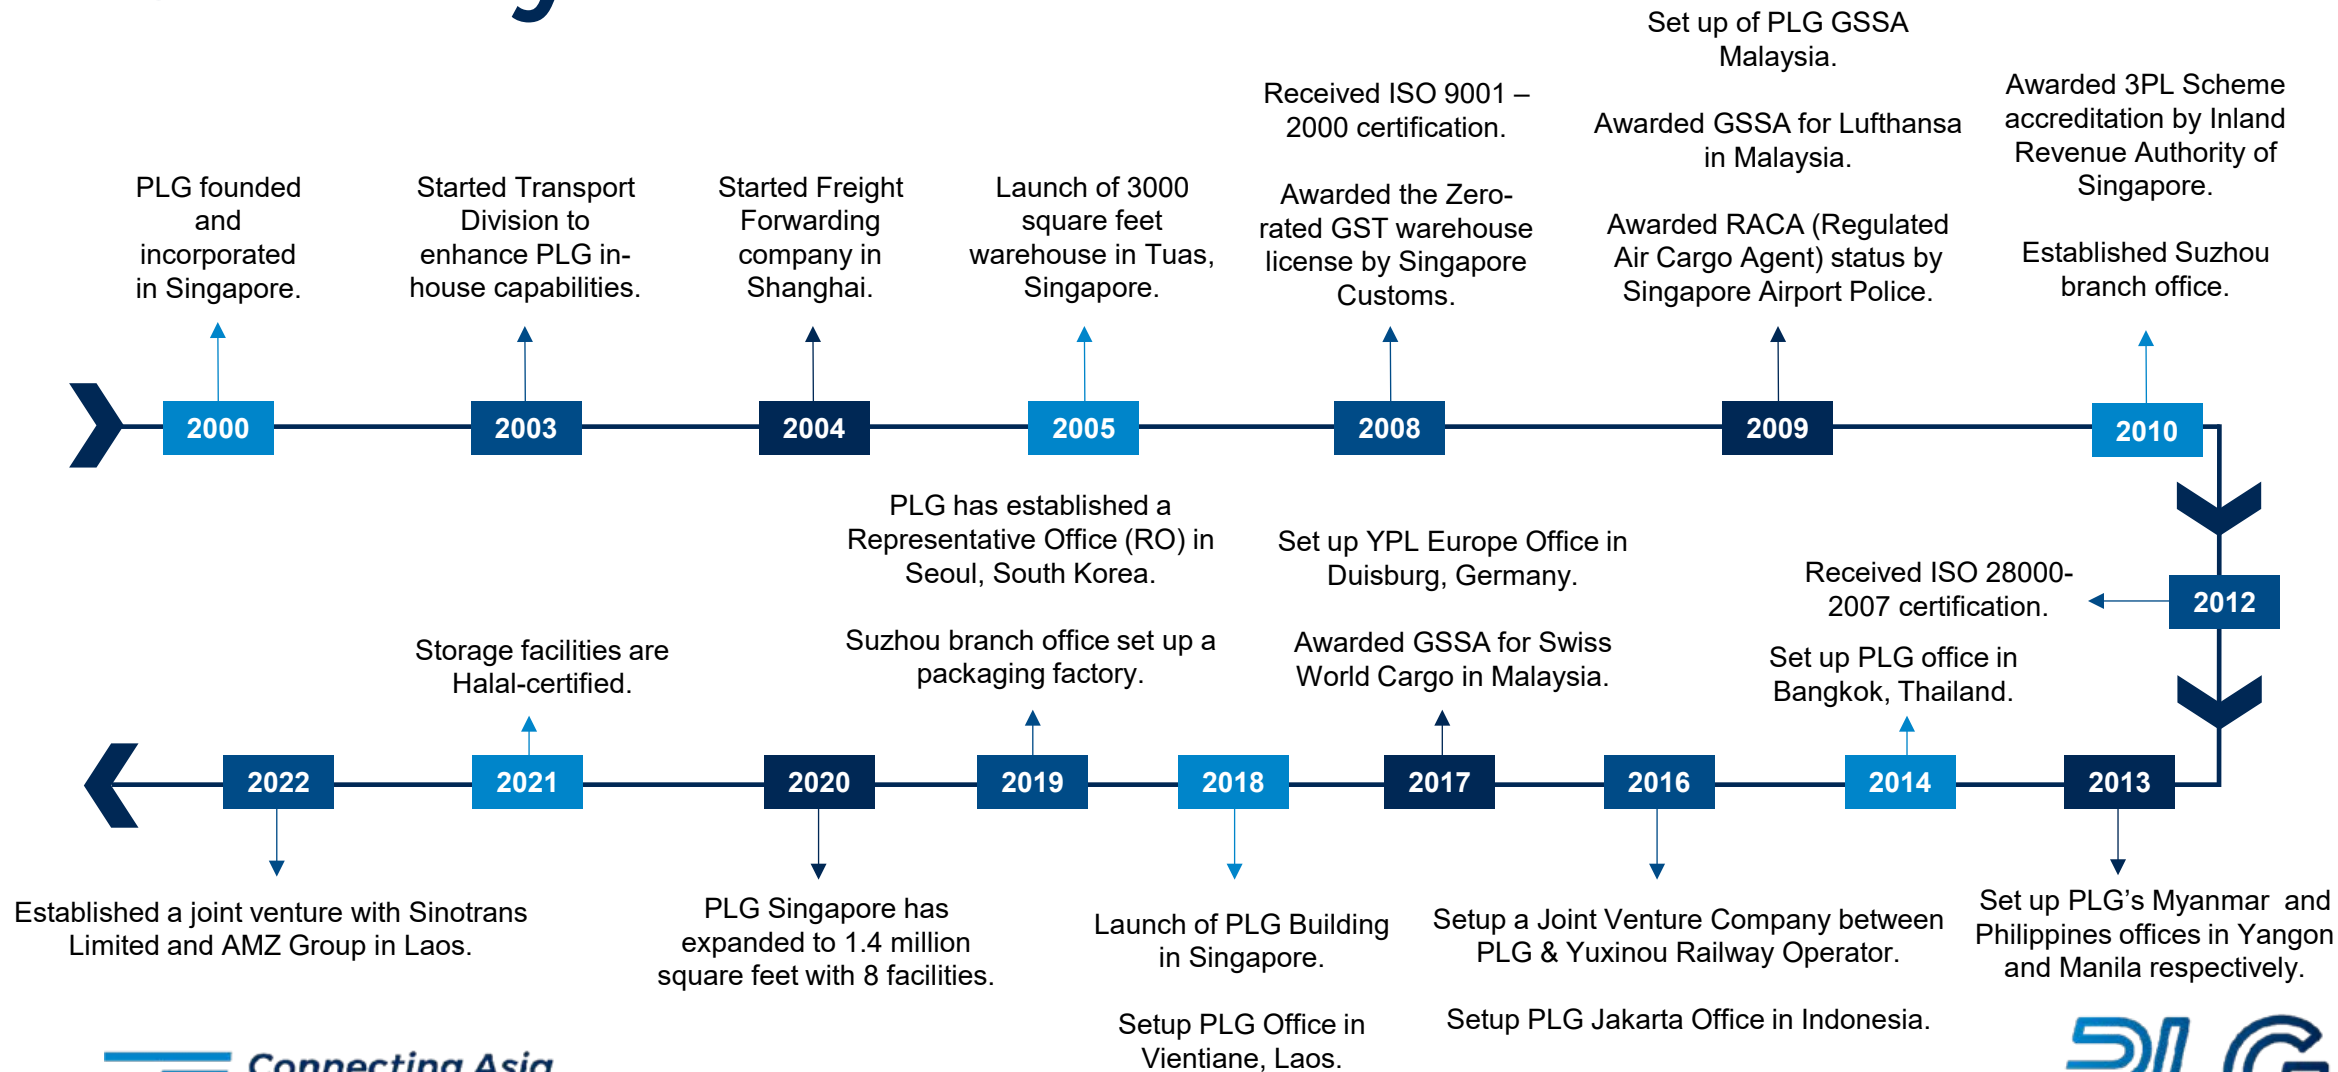 PLG founded
and
incorporated
in Singapore.
Started Transport
Division to
enhance PLG in-
house capabilities.
Started Freight
Forwarding
company in
Shanghai.
Launch of 3000
square feet
warehouse in Tuas,
Singapore.
Received ISO 9001 –
2000 certification.
Awarded the Zero-
rated GST warehouse
license by Singapore
Customs.
Set up of PLG GSSA
Malaysia.
Awarded GSSA for Lufthansa
in Malaysia.
Awarded RACA (Regulated
Air Cargo Agent) status by
Singapore Airport Police.
Awarded 3PL Scheme
accreditation by Inland
Revenue Authority of
Singapore.
Established Suzhou
branch office.
2000
2003
2004
2005
2008
2009
2010
Received ISO 28000-
2007 certification.
2012
Storage facilities are
Halal-certified.
PLG has established a
Representative Office (RO) in
Seoul, South Korea.
Suzhou branch office set up a
packaging factory.
Set up YPL Europe Office in
Duisburg, Germany.
Awarded GSSA for Swiss
World Cargo in Malaysia.
Set up PLG office in
Bangkok, Thailand.
2022
2021
2020
2019
2018
2017
2016
2014
2013
Established a joint venture with Sinotrans
Limited and AMZ Group in Laos.
PLG Singapore has
expanded to 1.4 million
square feet with 8 facilities.
Launch of PLG Building
in Singapore.
Setup PLG Office in
Vientiane, Laos.
Setup a Joint Venture Company between
PLG & Yuxinou Railway Operator.
Setup PLG Jakarta Office in Indonesia.
Set up PLG’s Myanmar and
Philippines offices in Yangon
and Manila respectively.
Connecting Asia